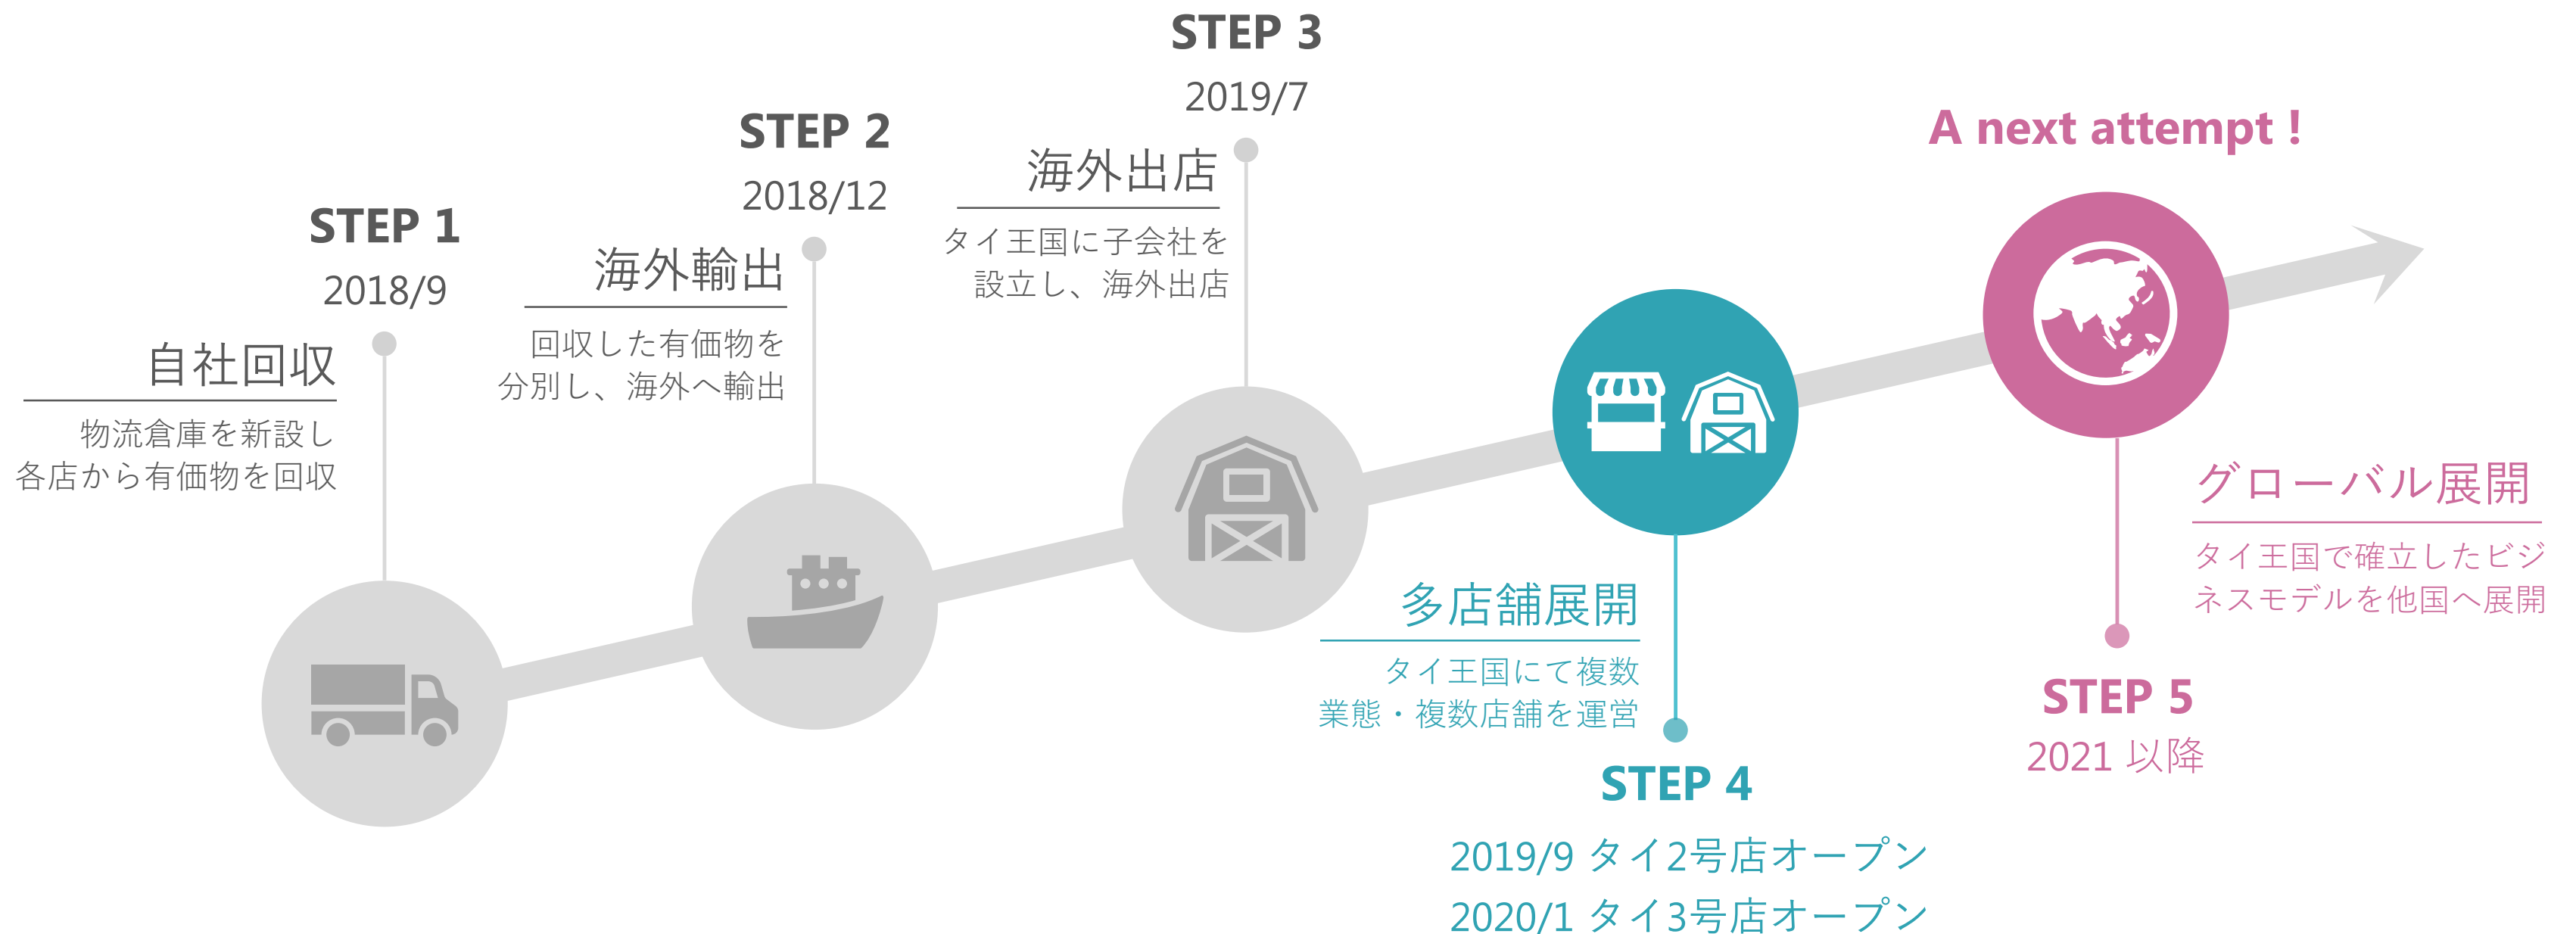 STEP 1
2018/9
自社回収
物流倉庫を新設し
各店から有価物を回収
STEP 2
2018/12
海外輸出
回収した有価物を
分別し、海外へ輸出
STEP 3
2019/7
海外出店
タイ王国に子会社を
設立し、海外出店
多店舗展開
タイ王国にて複数
業態・複数店舗を運営
STEP 4
2019/9 タイ2号店オープン
2020/1 タイ3号店オープン
A next attempt !
グローバル展開
タイ王国で確立したビジ
ネスモデルを他国へ展開
STEP 5
2021 以降